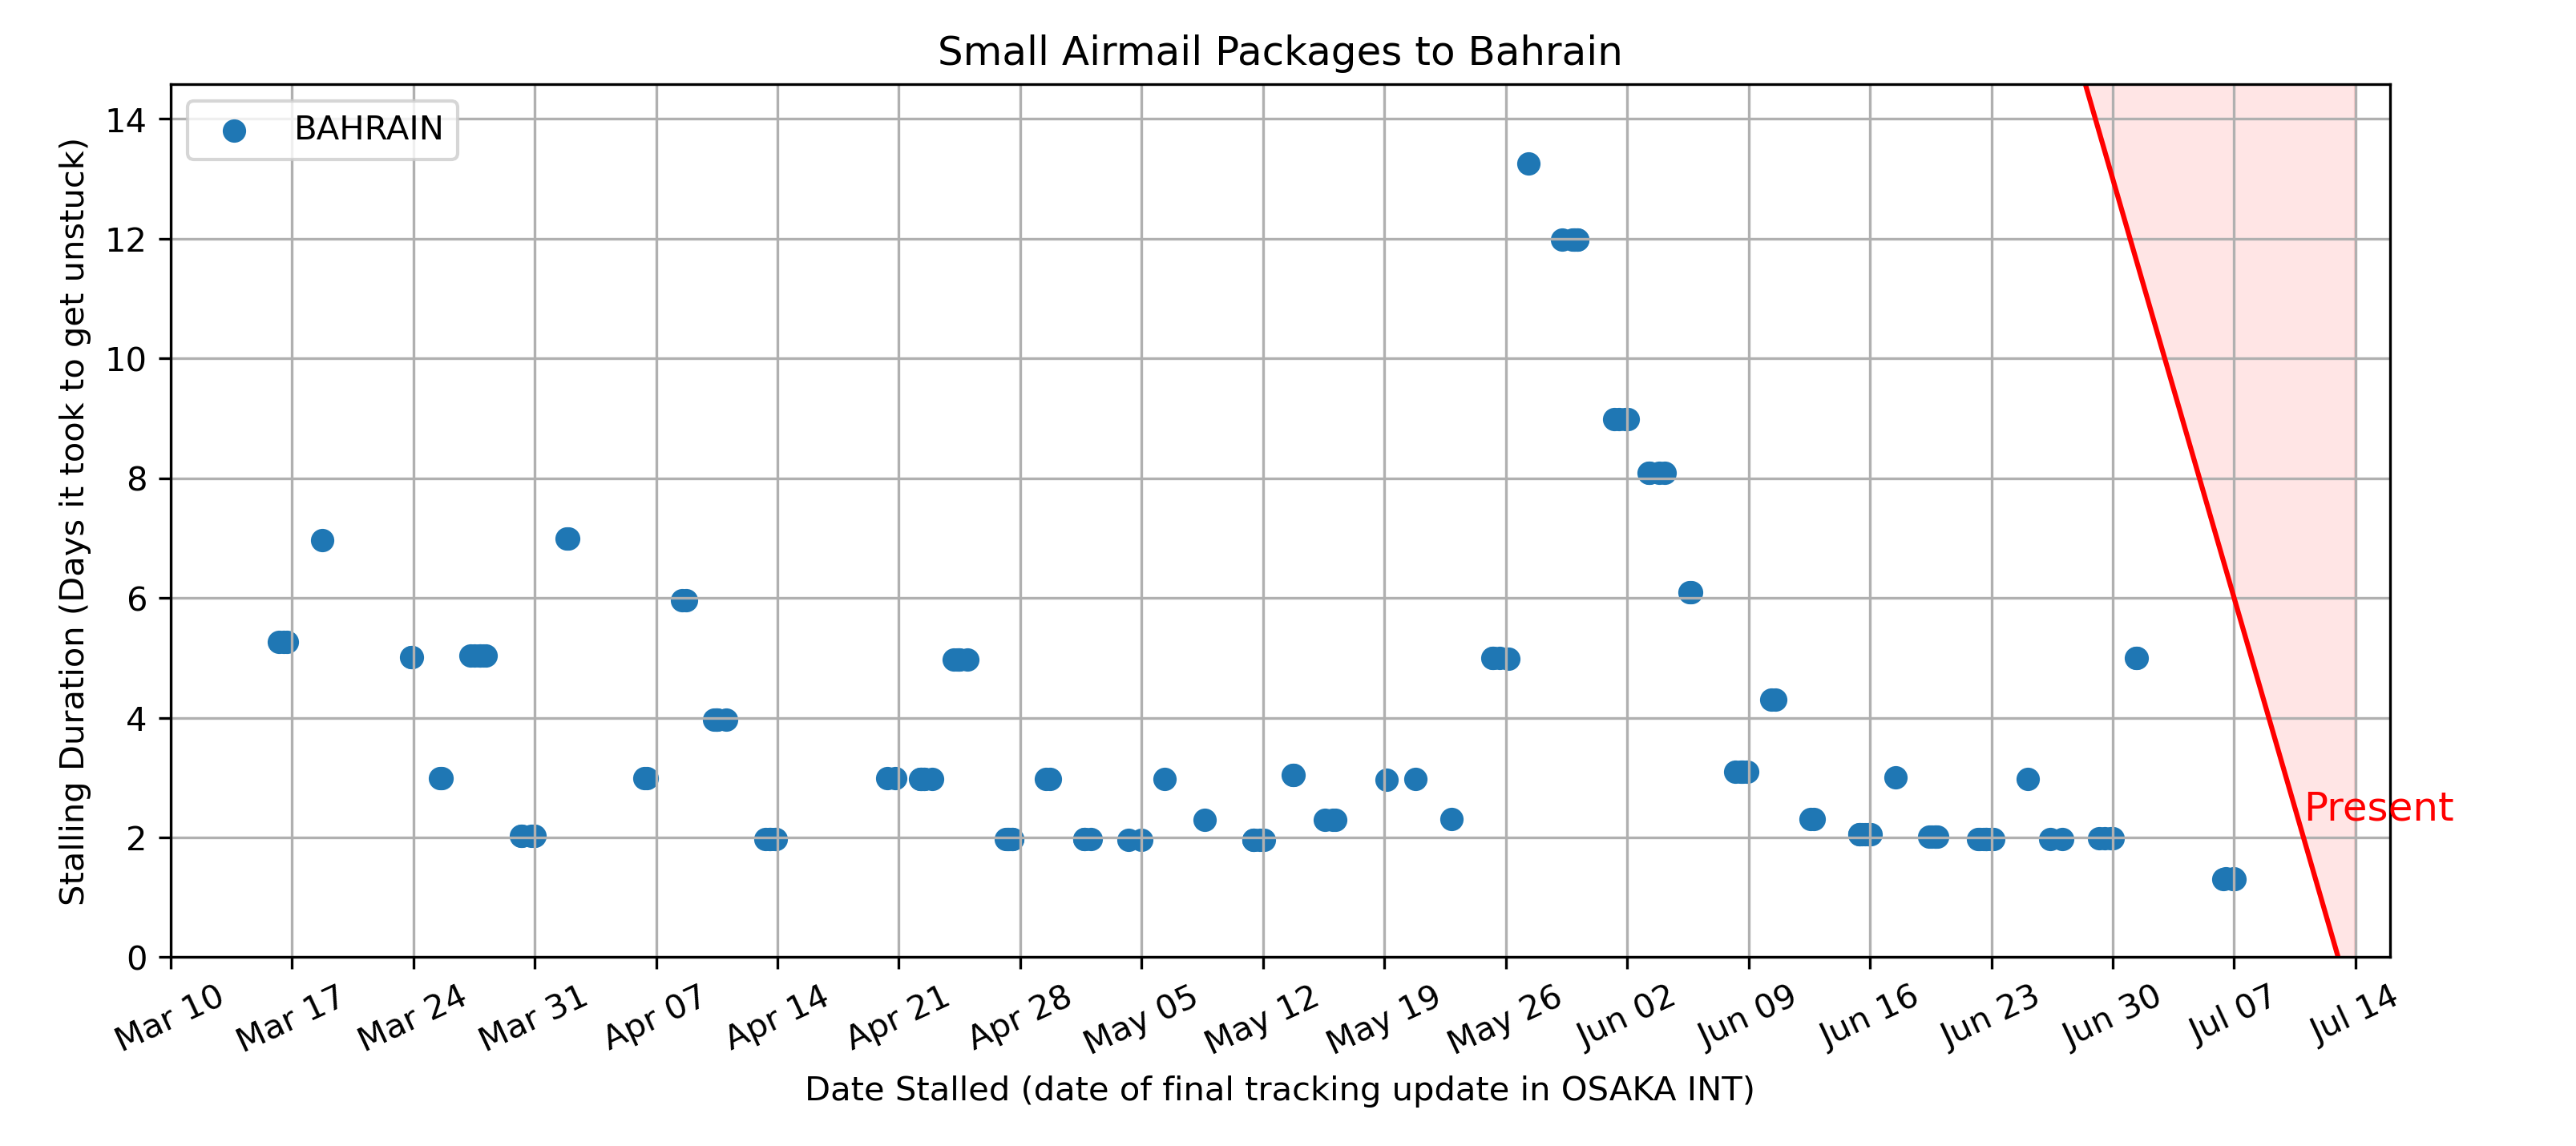 Small Airmail Packages to Bahrain
BAHRAIN
Stalling Duration (Days it took to get unstuck)
14
12
10
8
6
4
2
0
Present
Mar 10
Mar 17
Mar 24
Mar 31
Apr 07
Apr 14
Apr 21
Apr 28
May 05
May 12
May 19
May 26
Jun 02
Jun 09
Jun 16
Jun 23
Jun 30
Jul 07
Jul 14
Date Stalled (date of final tracking update in OSAKA INT)